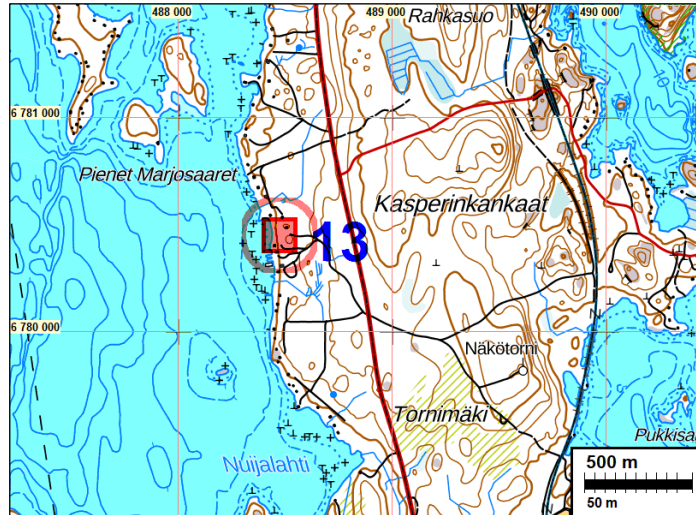 488 000
489 000
490 000
Rahkasuo
6 781 000
Pienet Marjosaaret
Kasperinkankaat
13
6 780 000
Näkötorni
Tornimäki
Nuijalahti
500 m
50 m